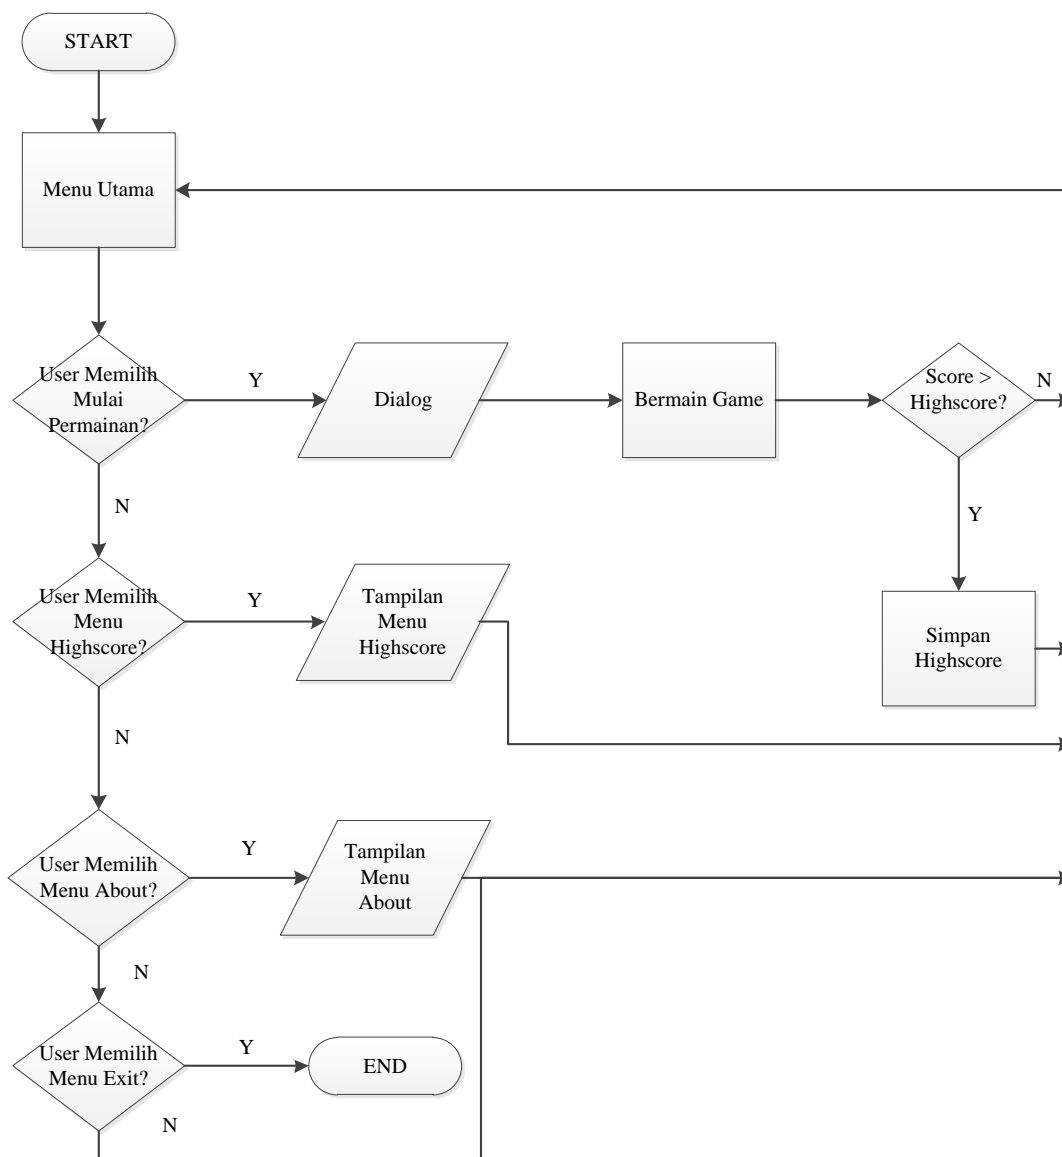 START
Menu Utama
User Memilih
Mulai
Permainan?
Y
Dialog
Bermain Game
Score >
Highscore?
N
N
Y
User Memilih
Menu
Highscore?
Y
Tampilan
Menu
Highscore
Simpan
Highscore
N
User Memilih
Menu About?
Y
Tampilan
Menu
About
N
User Memilih
Menu Exit?
Y
END
N